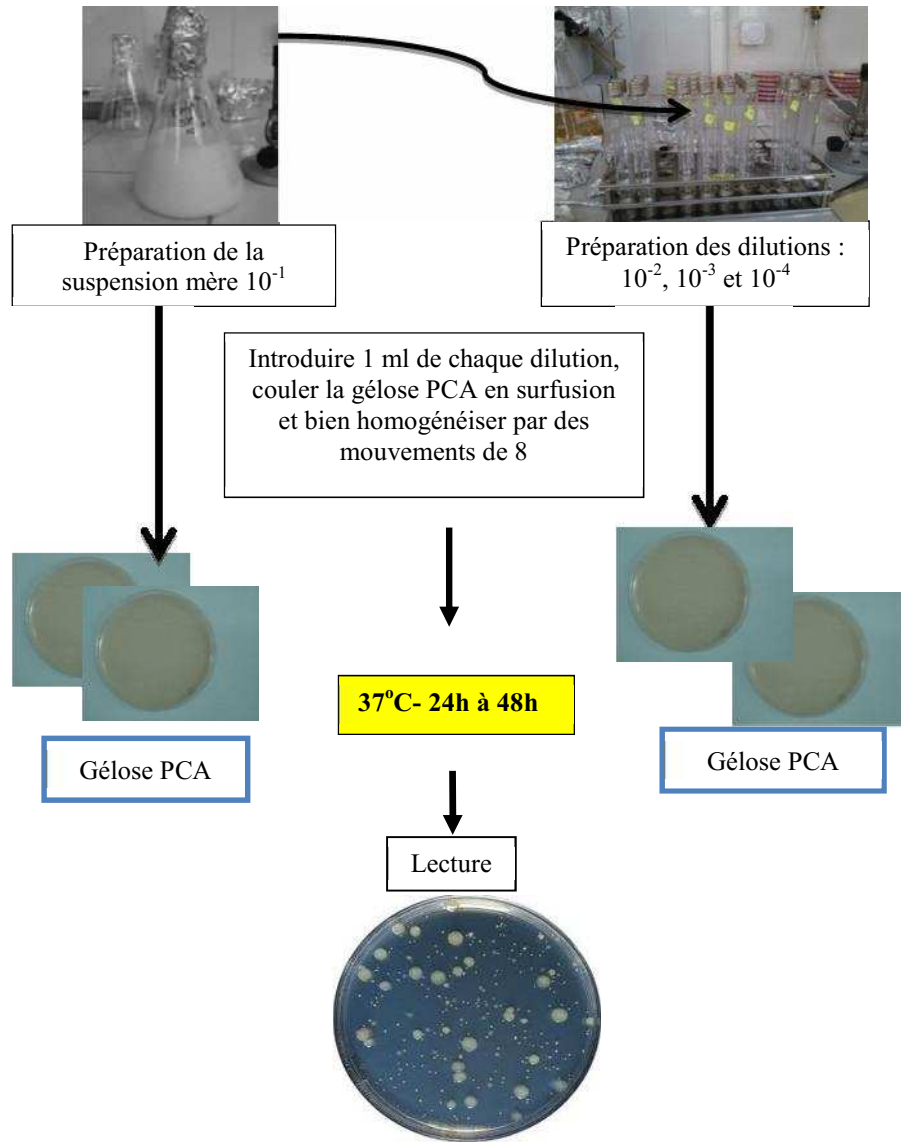 Préparation de la
suspension mère 10⁻¹
Préparation des dilutions :
10⁻², 10⁻³ et 10⁻⁴
Introduire 1 ml de chaque dilution,
couler la gélose PCA en surfusion
et bien homogénéiser par des
mouvements de 8
37°C- 24h à 48h
Gélose PCA
Gélose PCA
Lecture